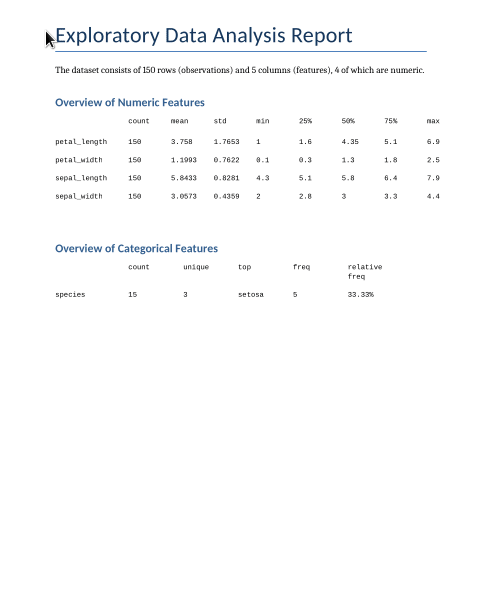 Exploratory Data Analysis Report
The dataset consists of 150 rows (observations) and 5 columns (features), 4 of which are numeric.
Overview of Numeric Features
count mean std min 25% 50% 75% max
petal_length 150 3.758 1.7653 1 1.6 4.35 5.1 6.9
petal_width 150 1.1993 0.7622 0.1 0.3 1.3 1.8 2.5
sepal_length 150 5.8433 0.8281 4.3 5.1 5.8 6.4 7.9
sepal_width 150 3.0573 0.4359 2 2.8 3 3.3 4.4
Overview of Categorical Features
count unique top freq relative
freq
species 15 3 setosa 5 33.33%